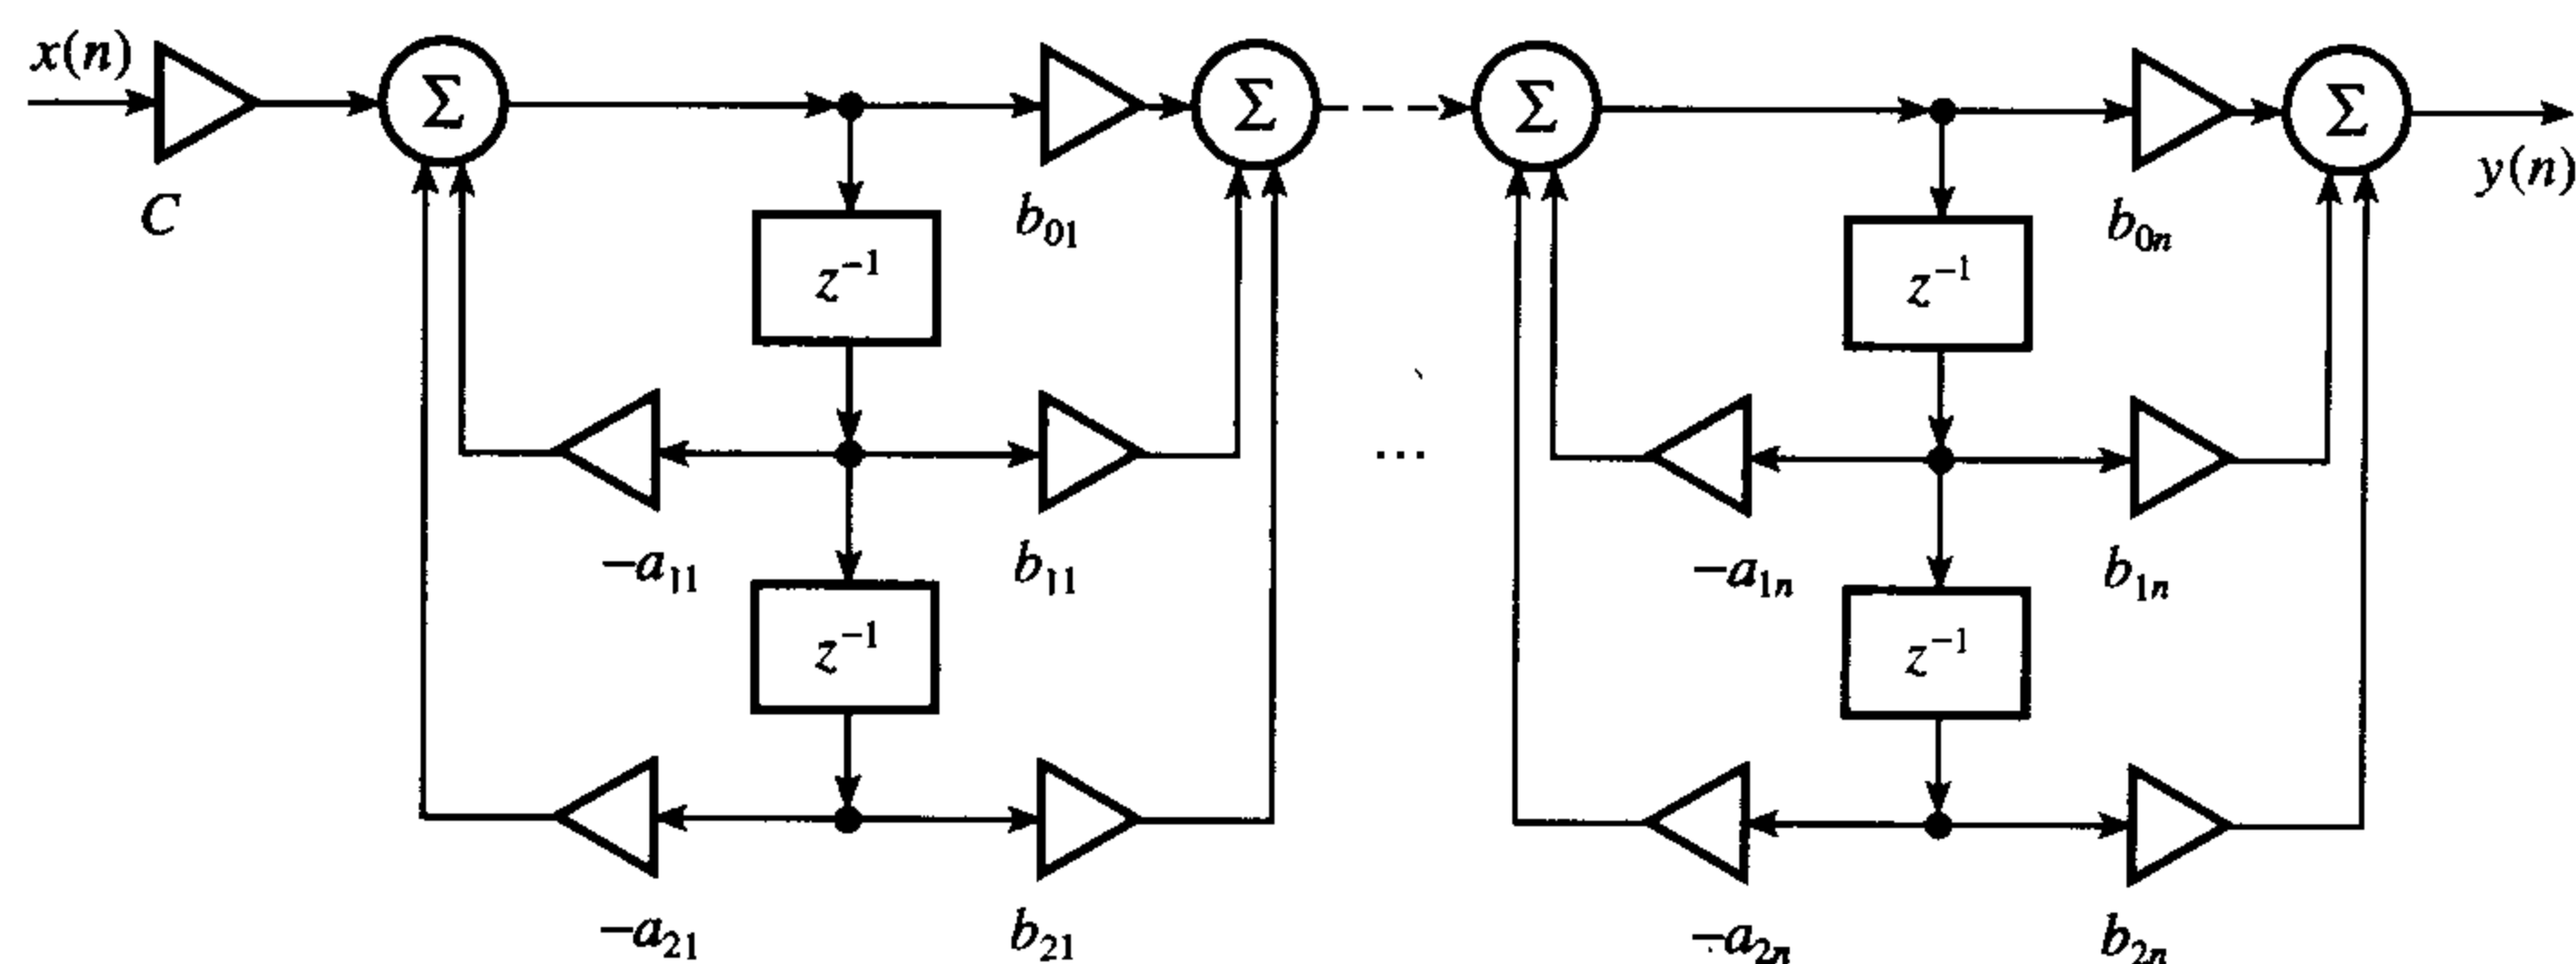 x(n)
Σ
Σ
Σ
Σ
C
b₀₁
y(n)
b₀ₙ
z⁻¹
z⁻¹
...
−a₁₁
b₁₁
−a₁ₙ
b₁ₙ
z⁻¹
z⁻¹
−a₂₁
b₂₁
−a₂ₙ
b₂ₙ